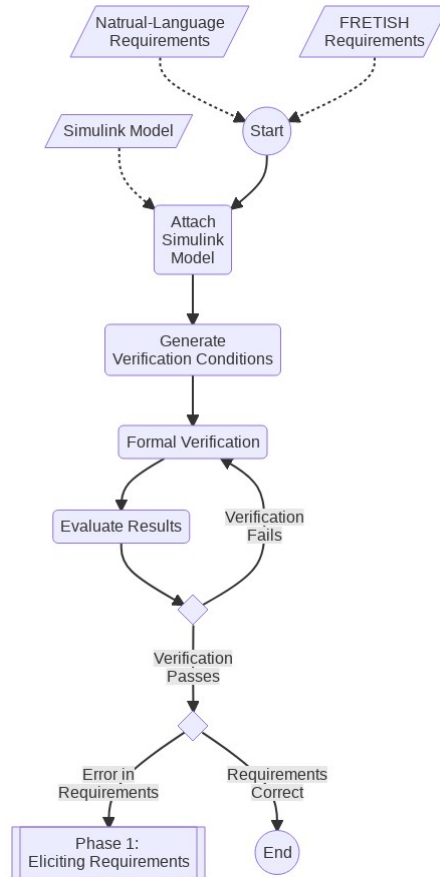 Natrual-Language
Requirements
FRETISH
Requirements
Simulink Model
Start
Attach
Simulink
Model
Generate
Verification Conditions
Formal Verification
Evaluate Results
Verification
Fails
Verification
Passes
Error in
Requirements
Requirements
Correct
Phase 1:
Eliciting Requirements
End